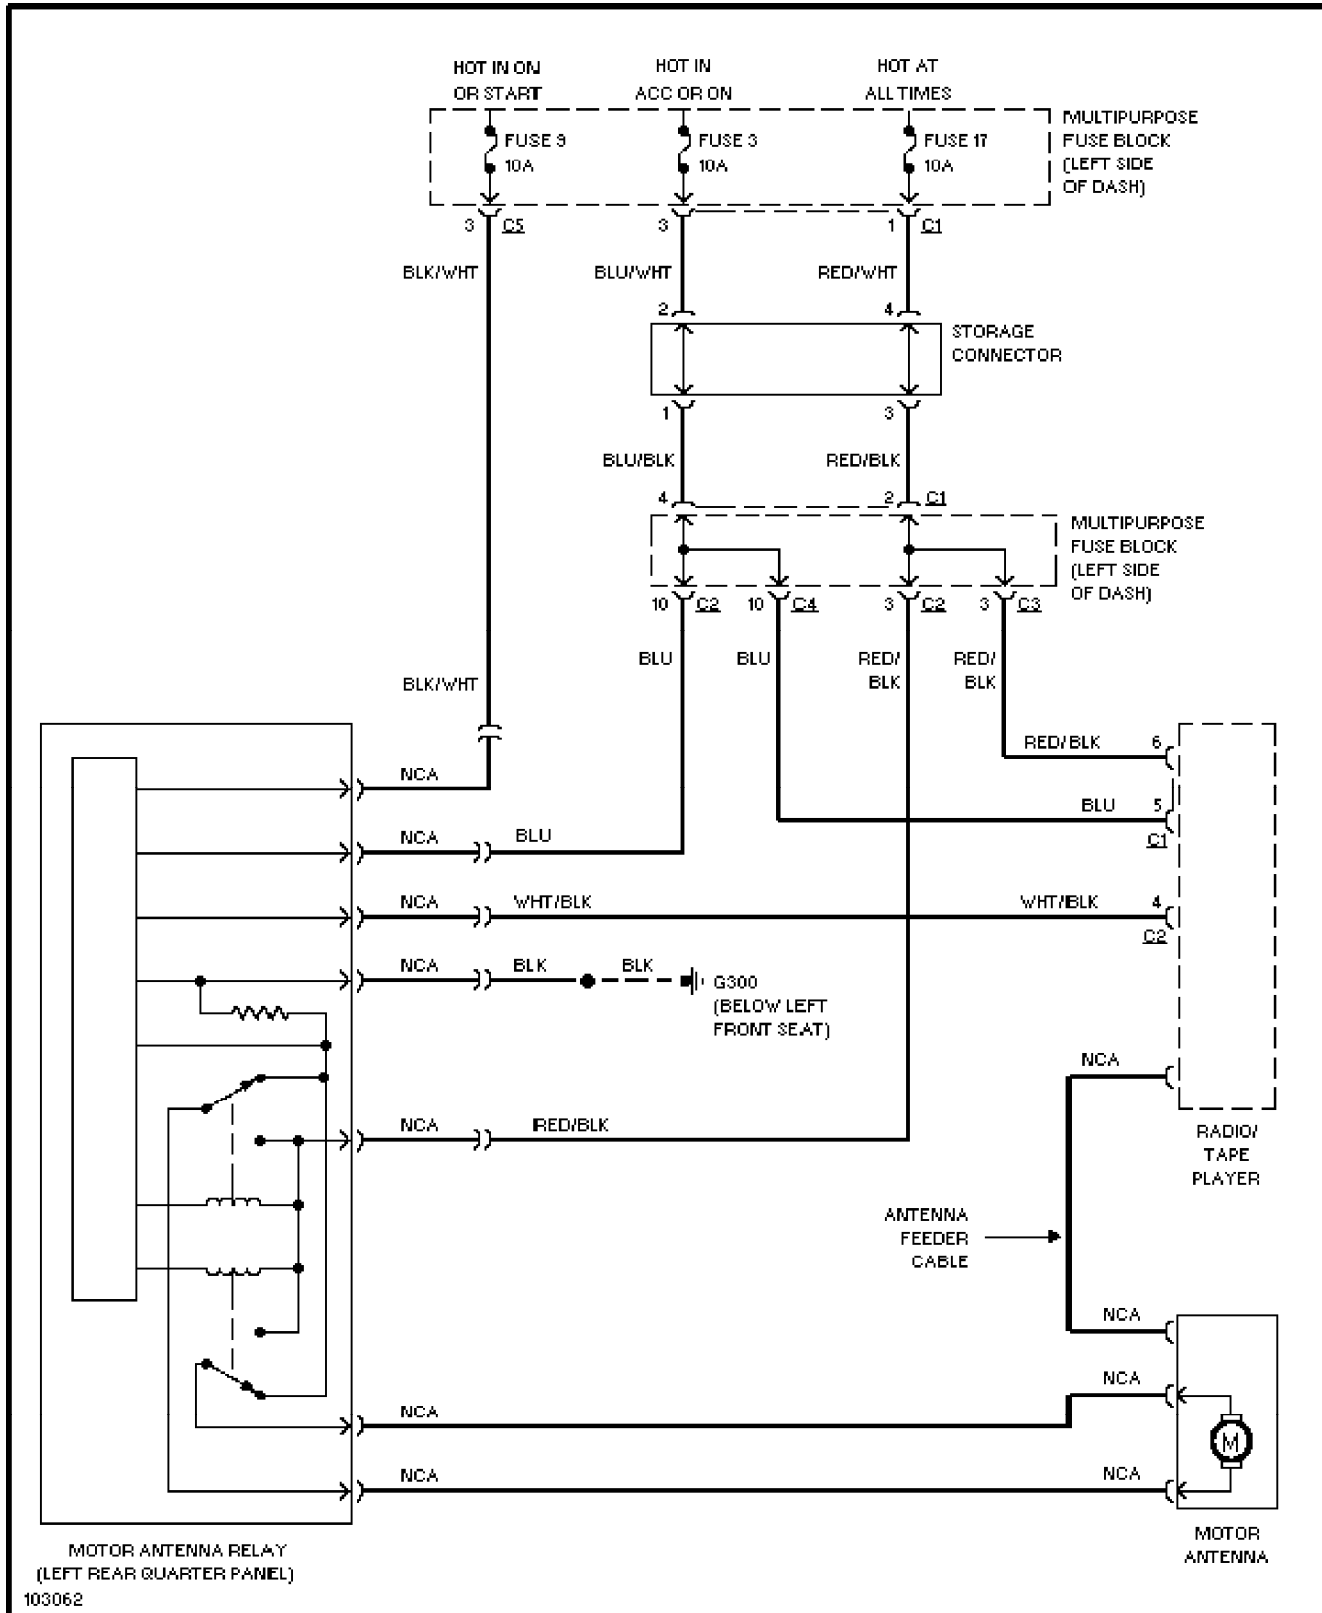 HOT IN ON
OR START
HOT IN
ACC OR ON
HOT AT
ALL TIMES
FUSE 9
10A
FUSE 3
10A
FUSE 17
10A
MULTIPURPOSE
FUSE BLOCK
(LEFT SIDE
OF DASH)
3 C5
3
1 C1
BLK/WHT
BLU/WHT
RED/WHT
2
4
STORAGE
CONNECTOR
1
3
BLU/BLK
RED/BLK
4
2 C1
MULTIPURPOSE
FUSE BLOCK
(LEFT SIDE
OF DASH)
10 C2
10 C4
3 C2
3 C3
BLU
BLU
RED/
BLK
RED/
BLK
BLK/WHT
RED/BLK 6
NCA
BLU 5
C1
NCA BLU
NCA WHT/BLK
WHT/BLK 4
C2
NCA BLK BLK
G300
(BELOW LEFT
FRONT SEAT)
NCA
NCA RED/BLK
RADIO/
TAPE
PLAYER
ANTENNA
FEEDER
CABLE
NCA
NCA
NCA
NCA
NCA
M
MOTOR
ANTENNA
MOTOR ANTENNA RELAY
(LEFT REAR QUARTER PANEL)
103062